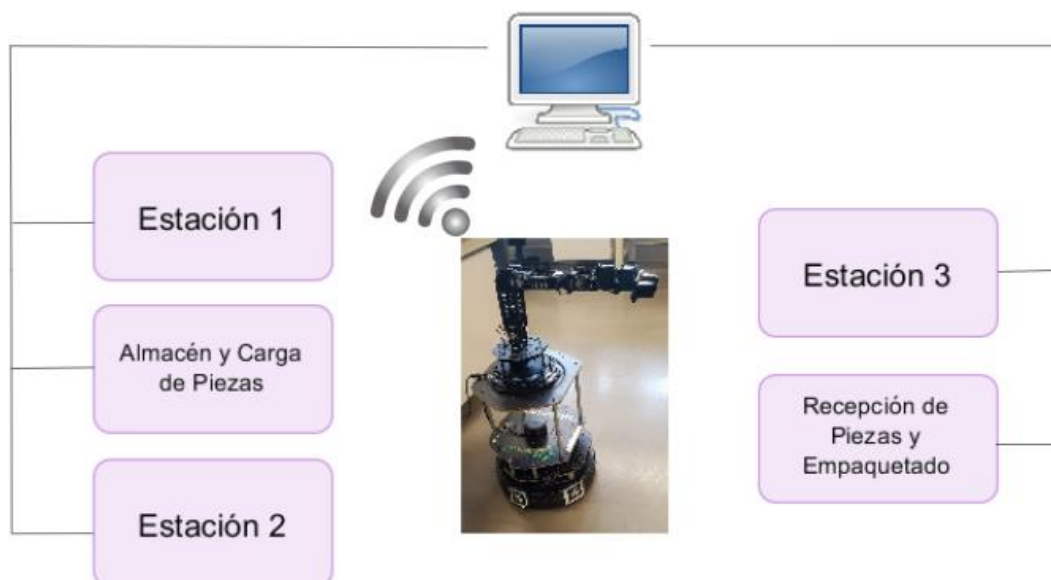 Estación 1
Almacén y Carga
de Piezas
Estación 2
Estación 3
Recepción de
Piezas y
Empaquetado